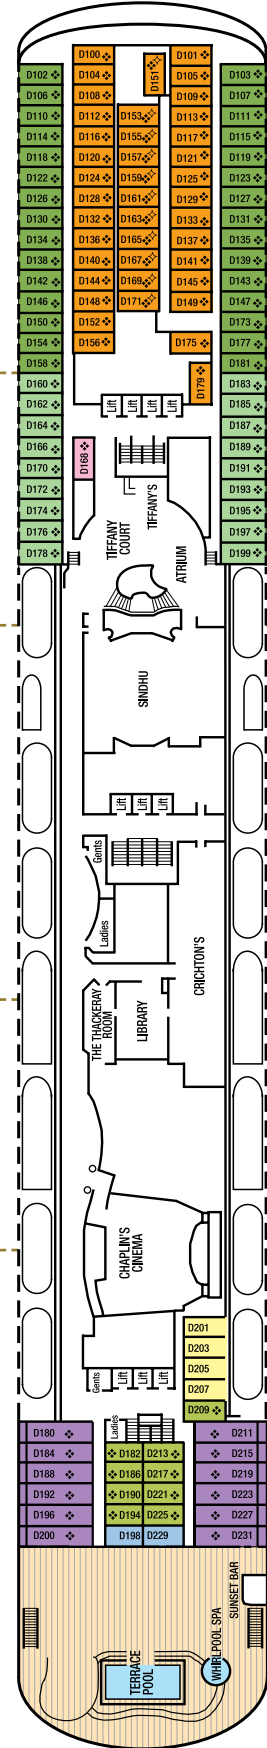 D100
D101
D151
D102
D104
D105
D103
D106
D108
D109
D107
D110
D112
D153
D113
D111
D114
D116
D155
D117
D115
D118
D120
D157
D121
D119
D122
D124
D159
D125
D123
D126
D128
D161
D129
D127
D130
D132
D163
D133
D131
D134
D136
D165
D137
D135
D138
D140
D167
D141
D139
D142
D144
D169
D145
D143
D146
D148
D171
D149
D147
D150
D152
D173
D154
D156
D175
D177
D158
D181
D160
D179
D183
D162
Lift
Lift
Lift
Lift
D185
D164
D187
D166
D168
D189
D170
D191
D172
D193
D174
D195
D176
D197
D178
D199
TIFFANY'S
TIFFANY
COURT
ATRIUM
SINDHU
Lift
Lift
Lift
Gents
Ladies
CRICHTON'S
THE THACKERAY
ROOM
LIBRARY
CHAPLIN'S
CINEMA
D201
D203
D205
D207
D209
Gents
Lift
Lift
Lift
Ladies
D180
D211
D184
D182
D213
D215
D188
D186
D217
D219
D192
D190
D221
D223
D196
D194
D225
D227
D200
D198
D229
D231
SUNSET BAR
WHIRLPOOL SPA
TERRACE
POOL